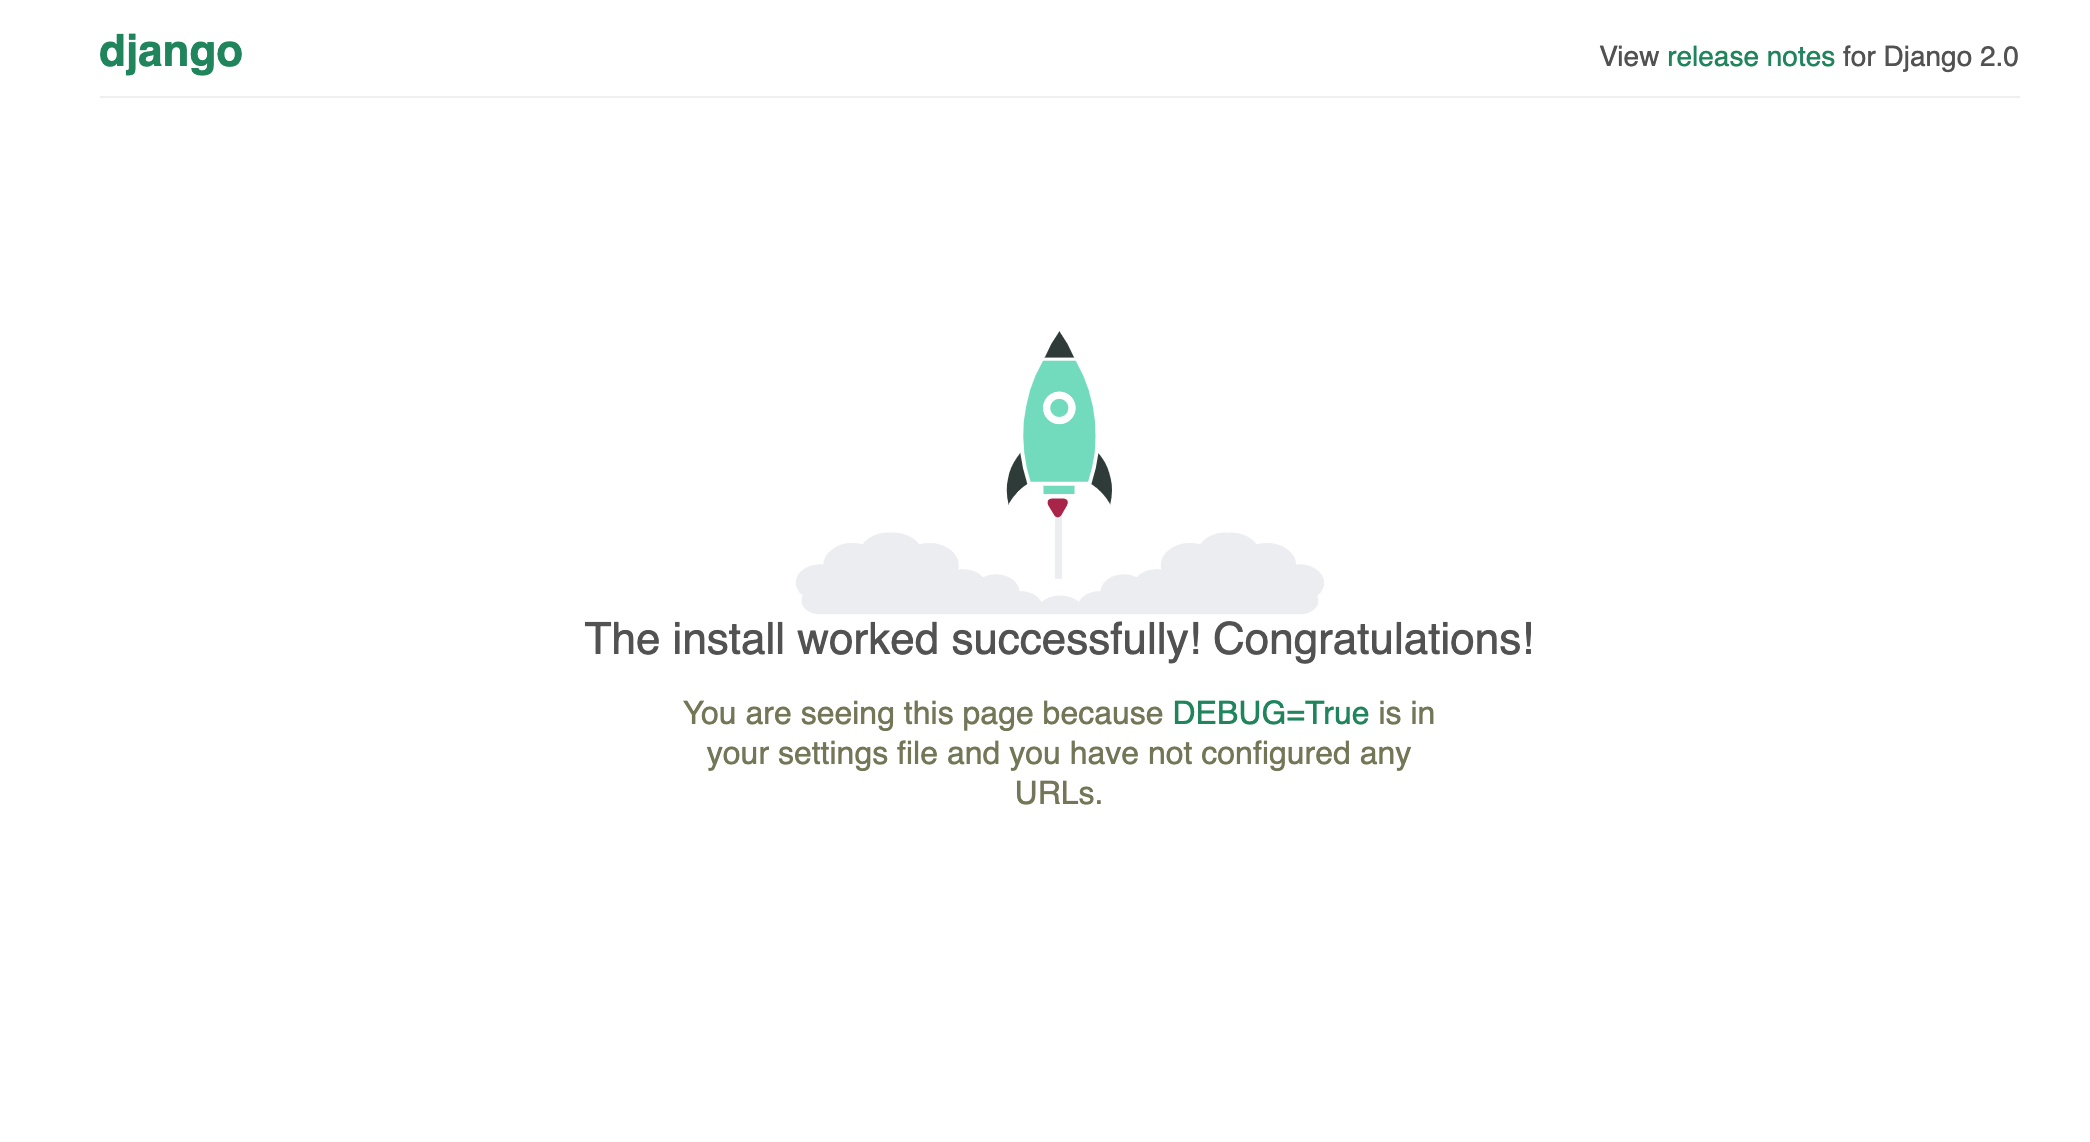 django
View release notes for Django 2.0
The install worked successfully! Congratulations!
You are seeing this page because DEBUG=True is in
your settings file and you have not configured any
URLs.